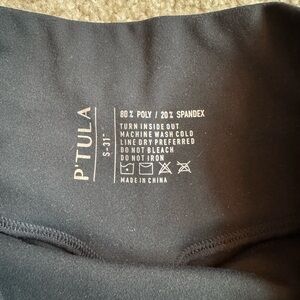 P'TULA
S-31"
80% POLY / 20% SPANDEX
TURN INSIDE OUT
MACHINE WASH COLD
LINE DRY PREFERRED
DO NOT BLEACH
DO NOT IRON
MADE IN CHINA